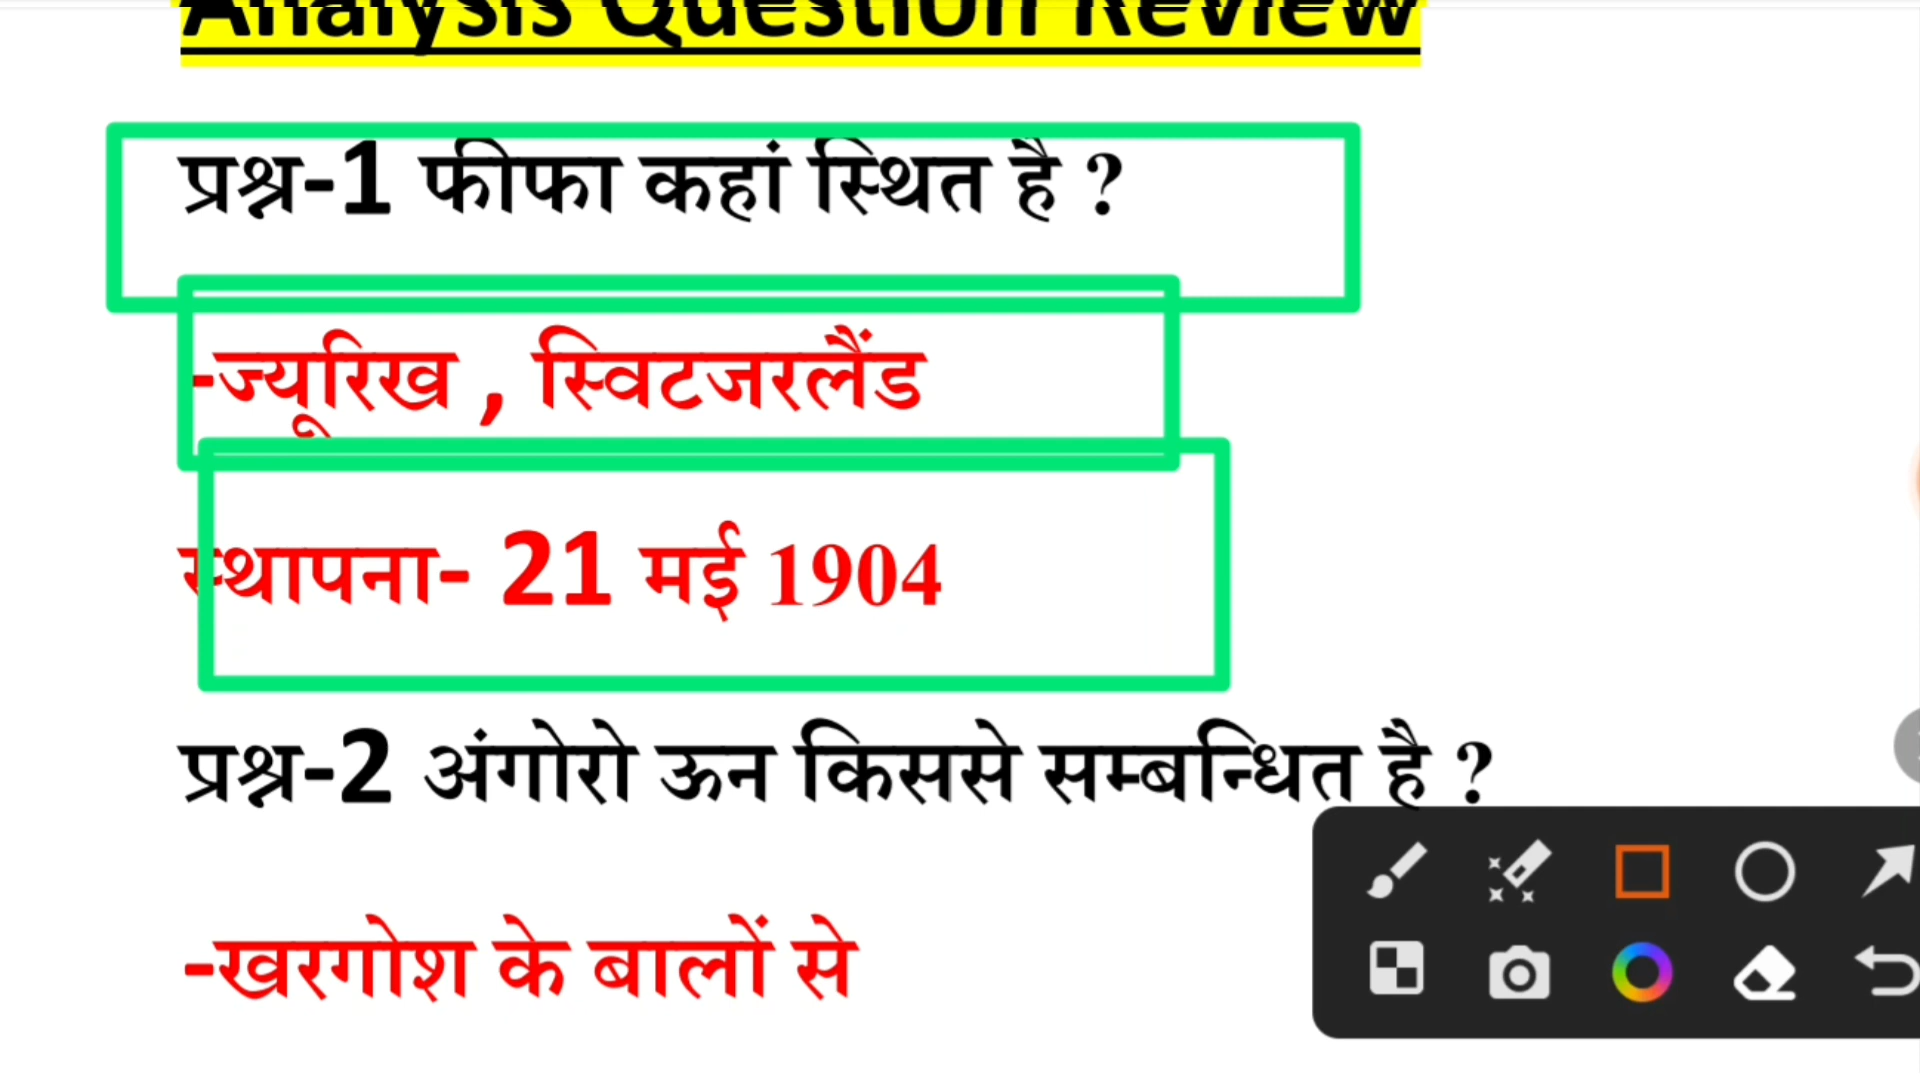 Analysis Question Review
प्रश्न-1 फीफा कहां स्थित है ?
-ज्यूरिख , स्विटजरलैंड
स्थापना- 21 मई 1904
प्रश्न-2 अंगोरो ऊन किससे सम्बन्धित है ?
-खरगोश के बालों से